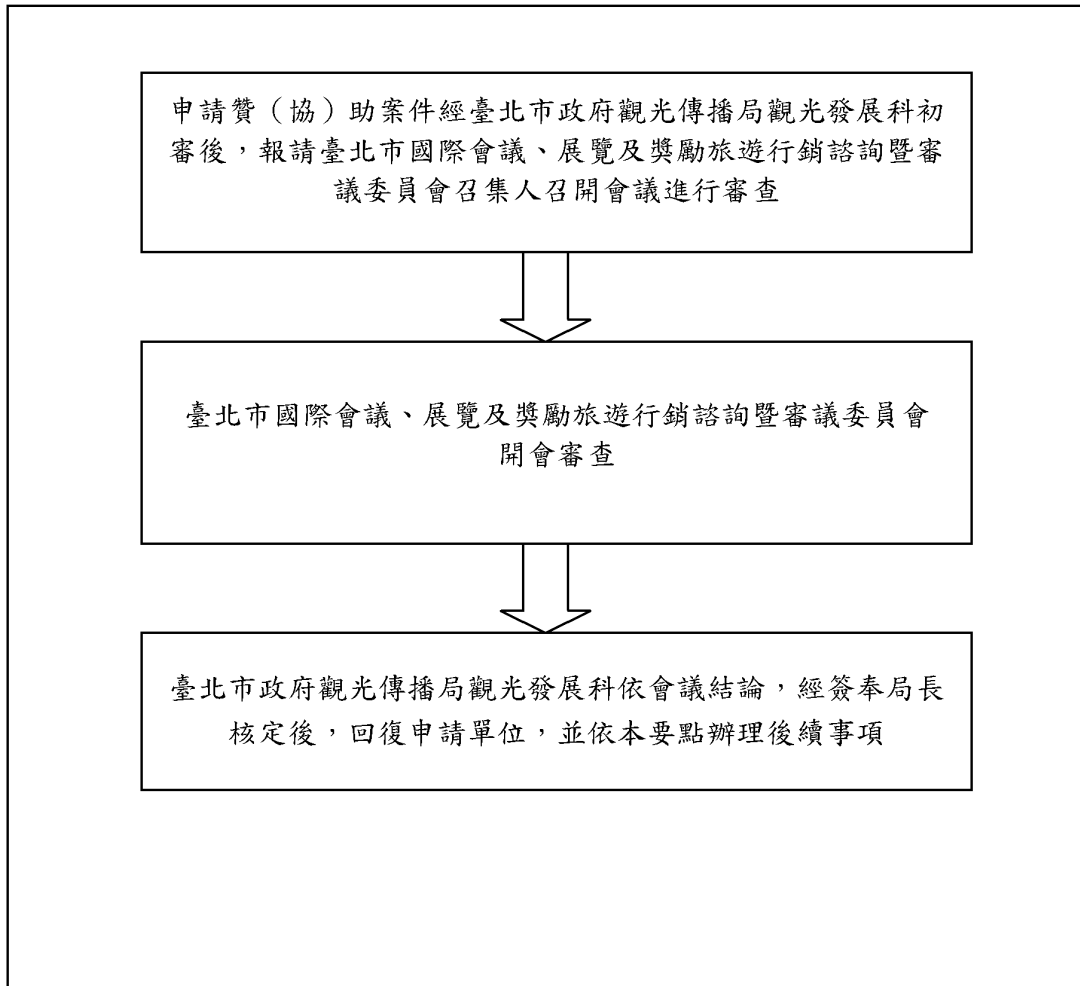 申請贊（協）助案件經臺北市政府觀光傳播局觀光發展科初
審後，報請臺北市國際會議、展覽及獎勵旅遊行銷諮詢暨審
議委員會召集人召開會議進行審查
臺北市國際會議、展覽及獎勵旅遊行銷諮詢暨審議委員會
開會審查
臺北市政府觀光傳播局觀光發展科依會議結論，經簽奉局長
核定後，回復申請單位，並依本要點辦理後續事項